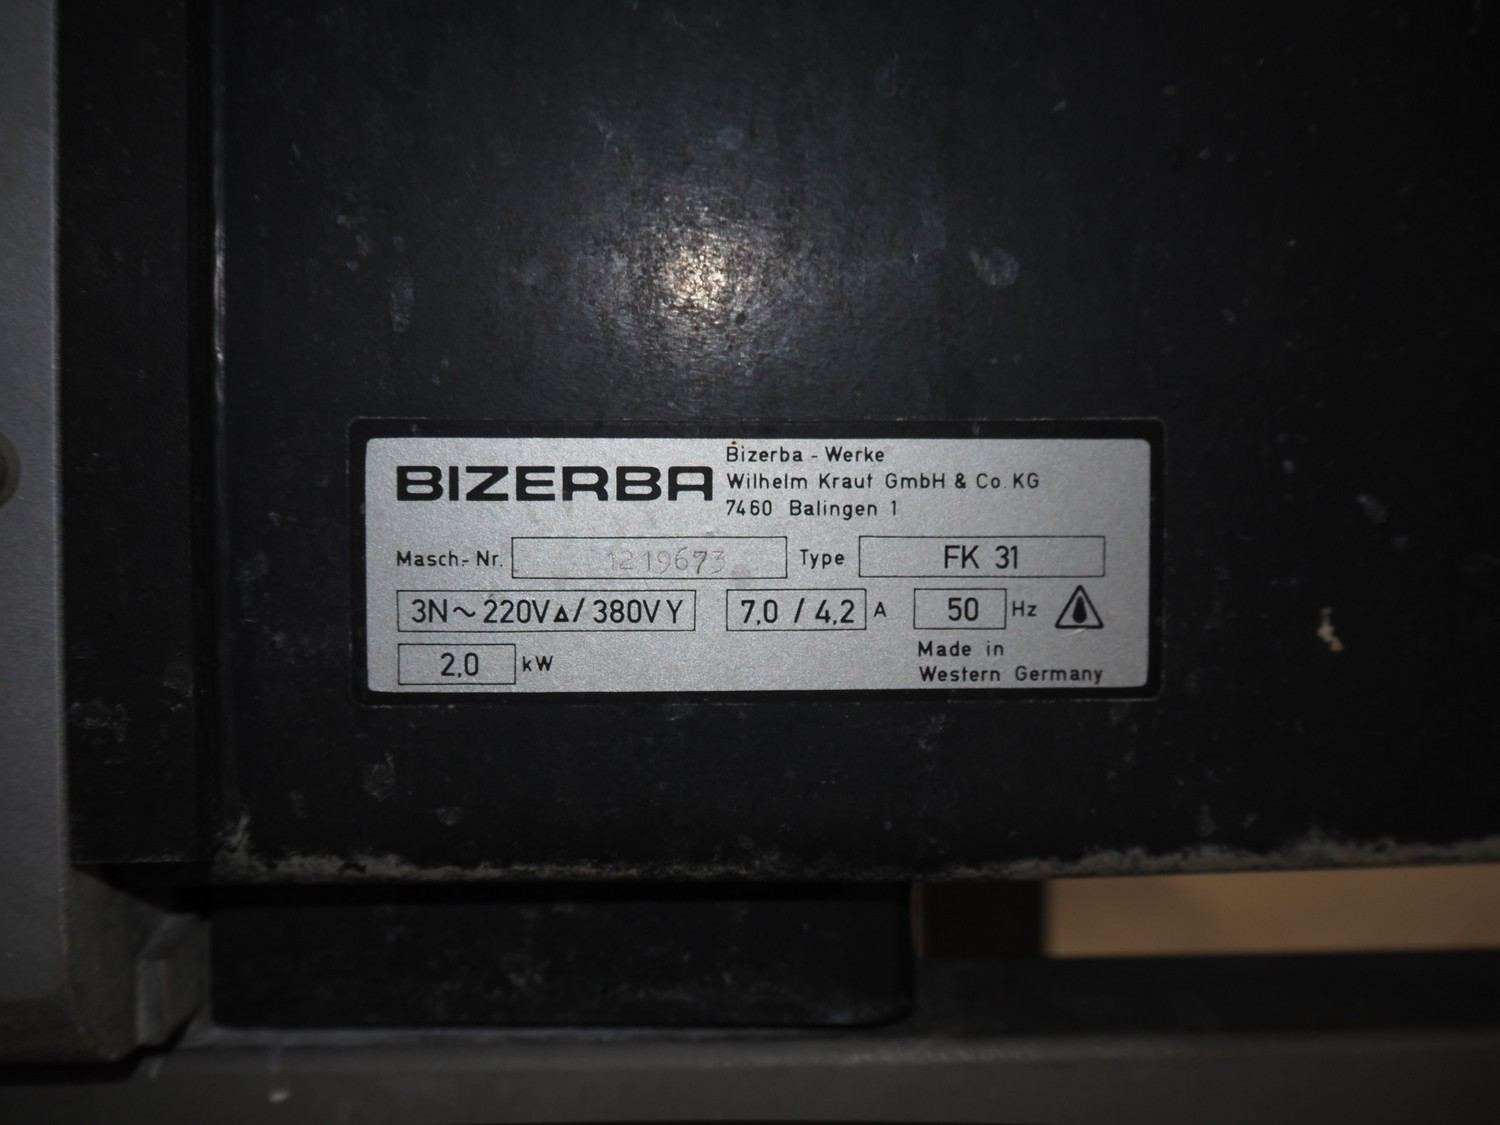 BIZERBA
Bizerba - Werke
Wilhelm Kraut GmbH & Co. KG
7460 Balingen 1
Masch.- Nr. 1219673 Type FK 31
3N ~ 220V ∆ / 380V Y 7,0 / 4,2 A 50 Hz
2,0 kW
Made in
Western Germany